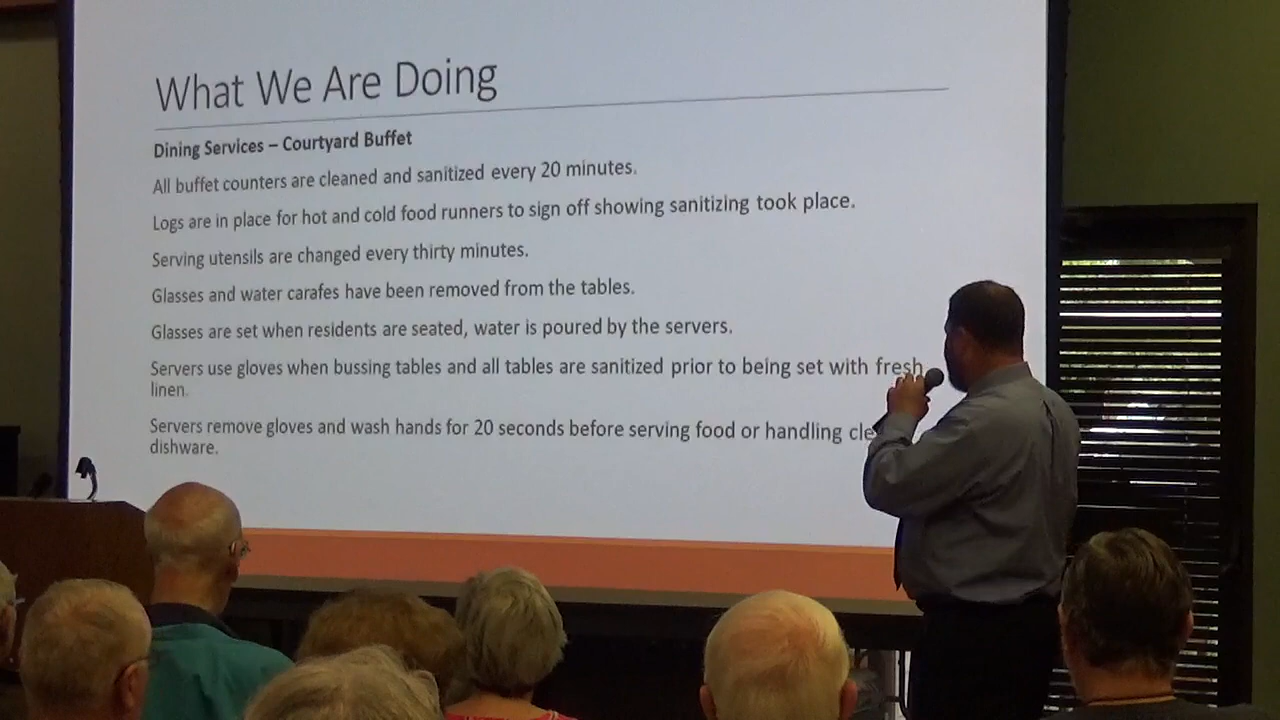 What We Are Doing
Dining Services – Courtyard Buffet
All buffet counters are cleaned and sanitized every 20 minutes.
Logs are in place for hot and cold food runners to sign off showing sanitizing took place.
Serving utensils are changed every thirty minutes.
Glasses and water carafes have been removed from the tables.
Glasses are set when residents are seated, water is poured by the servers.
Servers use gloves when bussing tables and all tables are sanitized prior to being set with fresh
linen.
Servers remove gloves and wash hands for 20 seconds before serving food or handling
dishware.